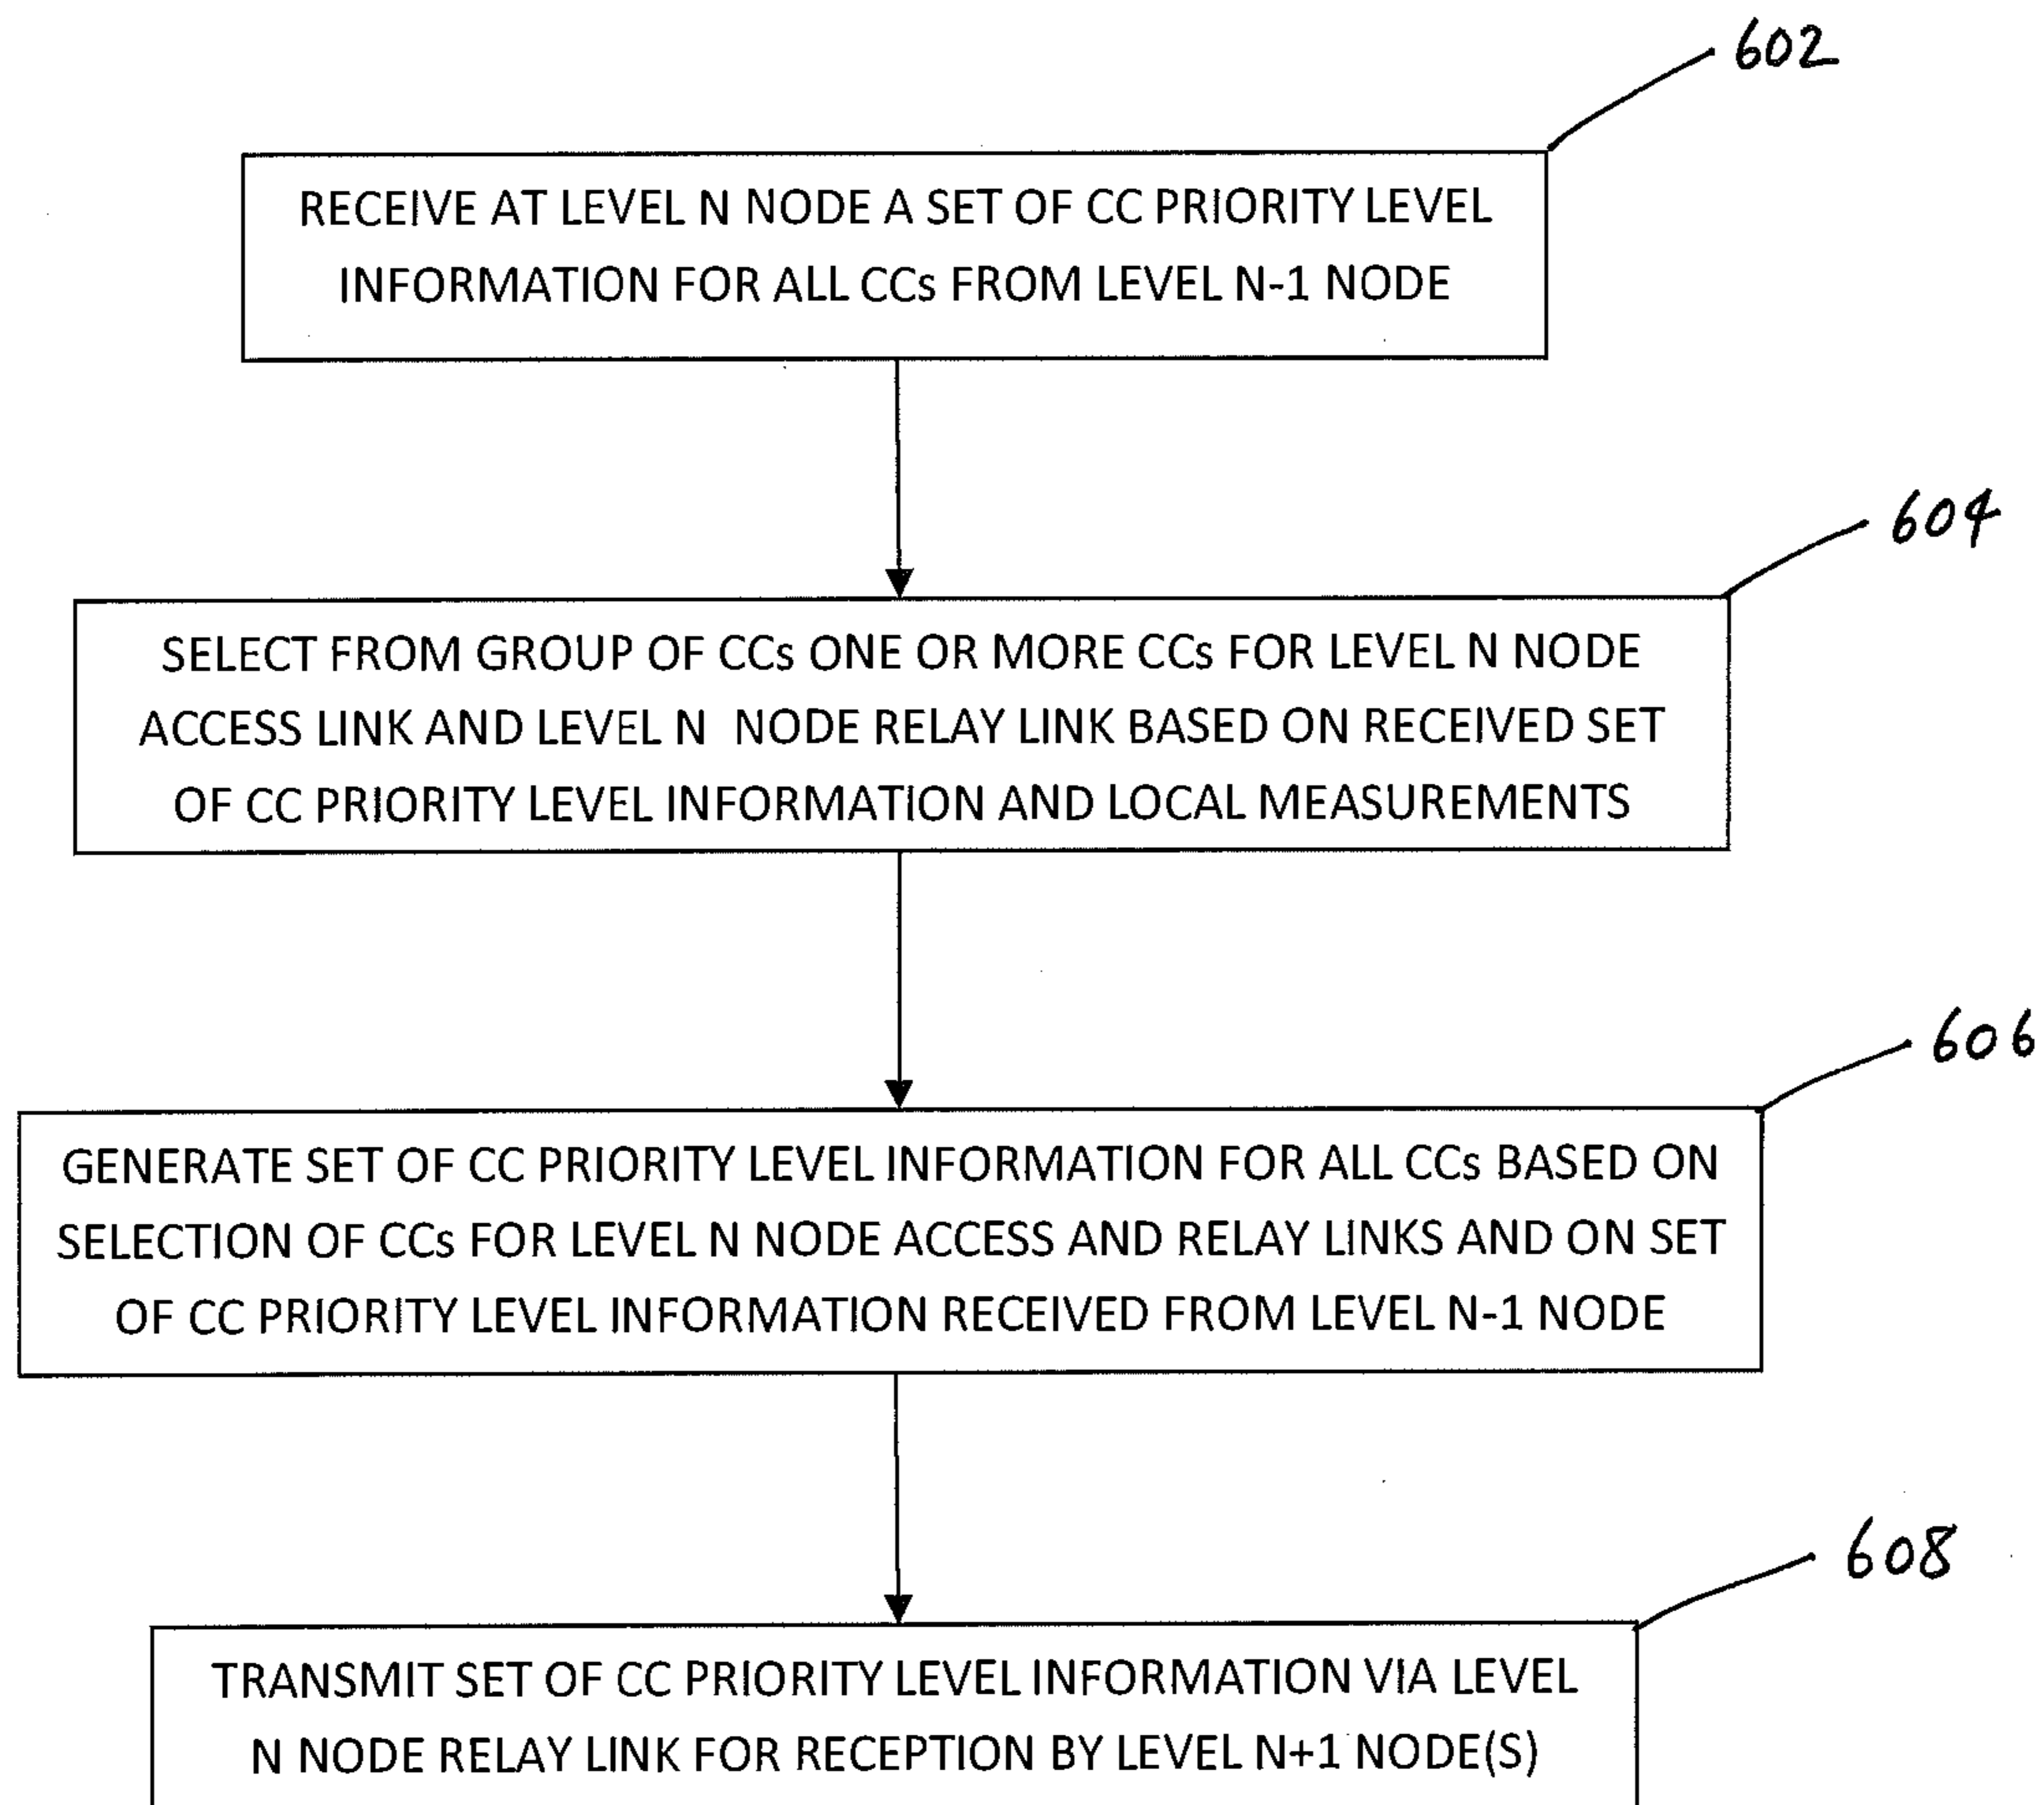 602
RECEIVE AT LEVEL N NODE A SET OF CC PRIORITY LEVEL
INFORMATION FOR ALL CCs FROM LEVEL N-1 NODE
604
SELECT FROM GROUP OF CCs ONE OR MORE CCs FOR LEVEL N NODE
ACCESS LINK AND LEVEL N NODE RELAY LINK BASED ON RECEIVED SET
OF CC PRIORITY LEVEL INFORMATION AND LOCAL MEASUREMENTS
606
GENERATE SET OF CC PRIORITY LEVEL INFORMATION FOR ALL CCs BASED ON
SELECTION OF CCs FOR LEVEL N NODE ACCESS AND RELAY LINKS AND ON SET
OF CC PRIORITY LEVEL INFORMATION RECEIVED FROM LEVEL N-1 NODE
608
TRANSMIT SET OF CC PRIORITY LEVEL INFORMATION VIA LEVEL
N NODE RELAY LINK FOR RECEPTION BY LEVEL N+1 NODE(S)